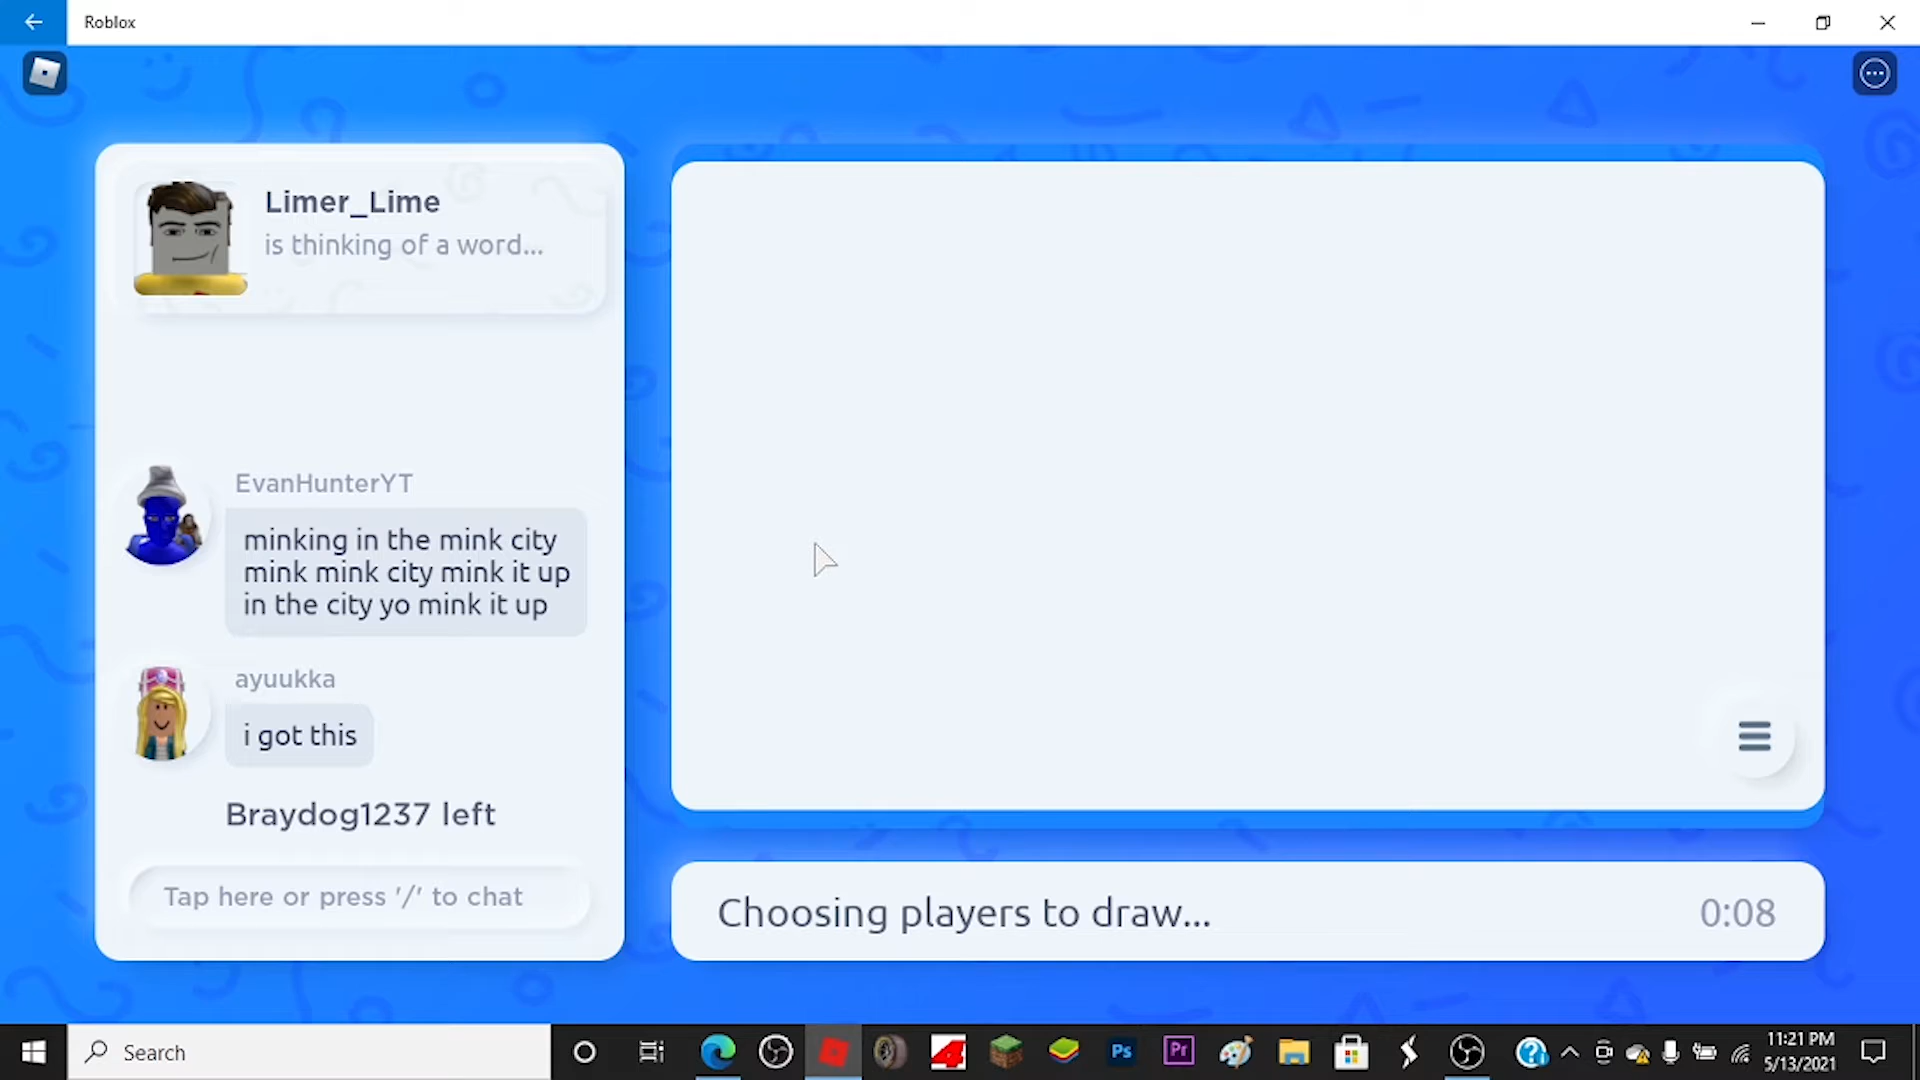 Roblox
Limer_Lime
is thinking of a word...
EvanHunterYT
minking in the mink city
mink mink city mink it up
in the city yo mink it up
ayuukka
i got this
Braydog1237 left
Tap here or press '/' to chat
Choosing players to draw...
0:08
Search
Ps
Pr
11:21 PM
5/13/2021